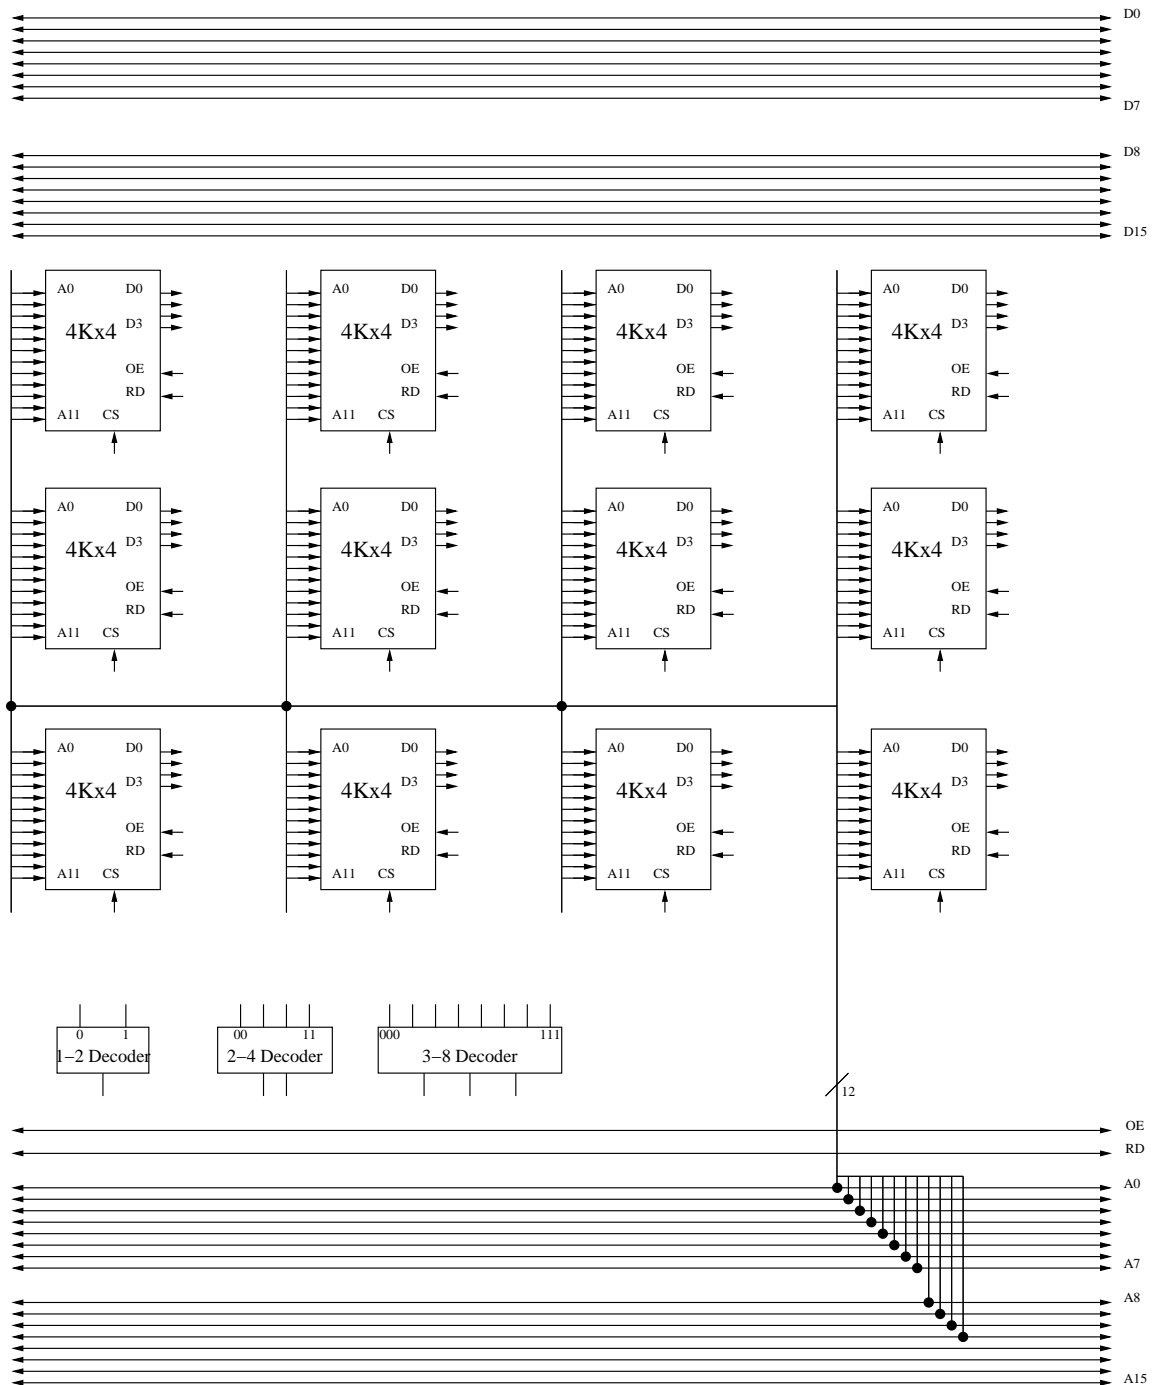 D0
D7
D8
D15
A0 D0 A0 D0 A0 D0 A0 D0
4Kx4 D3 4Kx4 D3 4Kx4 D3 4Kx4 D3
OE OE OE OE
RD RD RD RD
A11 CS A11 CS A11 CS A11 CS
A0 D0 A0 D0 A0 D0 A0 D0
4Kx4 D3 4Kx4 D3 4Kx4 D3 4Kx4 D3
OE OE OE OE
RD RD RD RD
A11 CS A11 CS A11 CS A11 CS
A0 D0 A0 D0 A0 D0 A0 D0
4Kx4 D3 4Kx4 D3 4Kx4 D3 4Kx4 D3
OE OE OE OE
RD RD RD RD
A11 CS A11 CS A11 CS A11 CS
0 1 00 11 000 111
1−2 Decoder 2−4 Decoder 3−8 Decoder
12
OE
RD
A0
A7
A8
A15